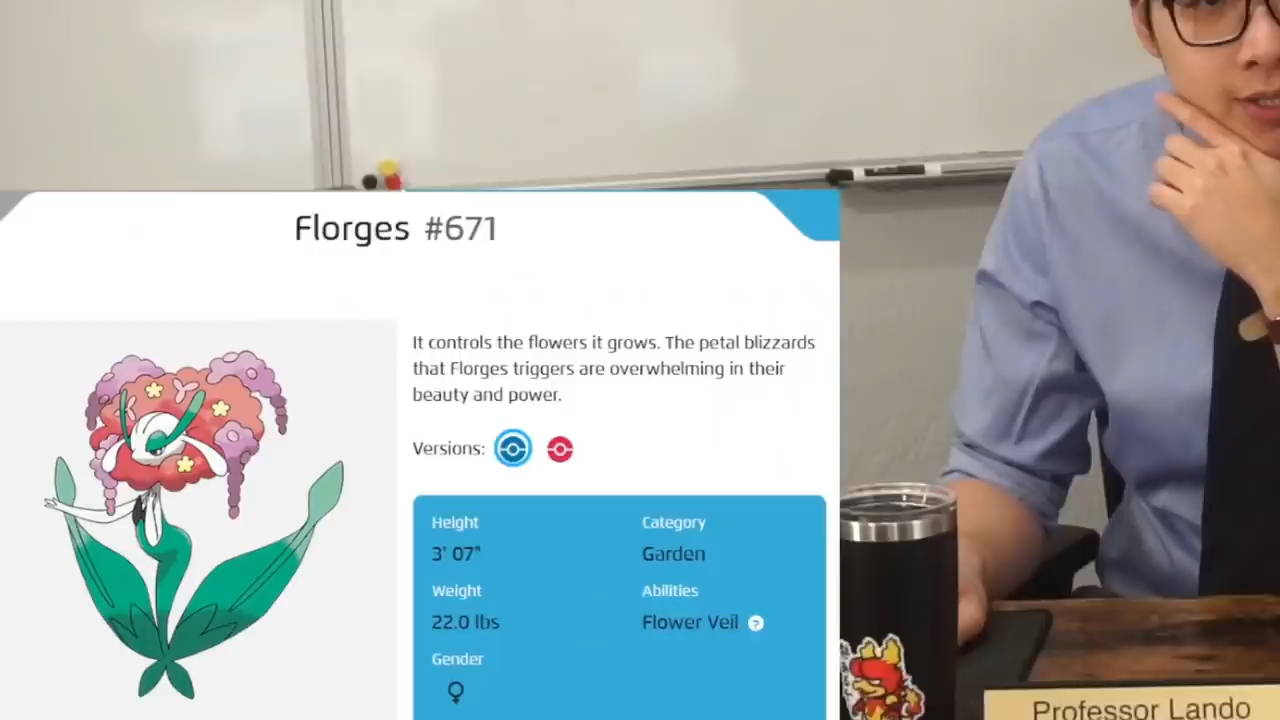 Florges #671
It controls the flowers it grows. The petal blizzards
that Florges triggers are overwhelming in their
beauty and power.
Versions:
Height
3' 07"
Category
Garden
Weight
22.0 lbs
Abilities
Flower Veil ?
Gender
Professor Lando